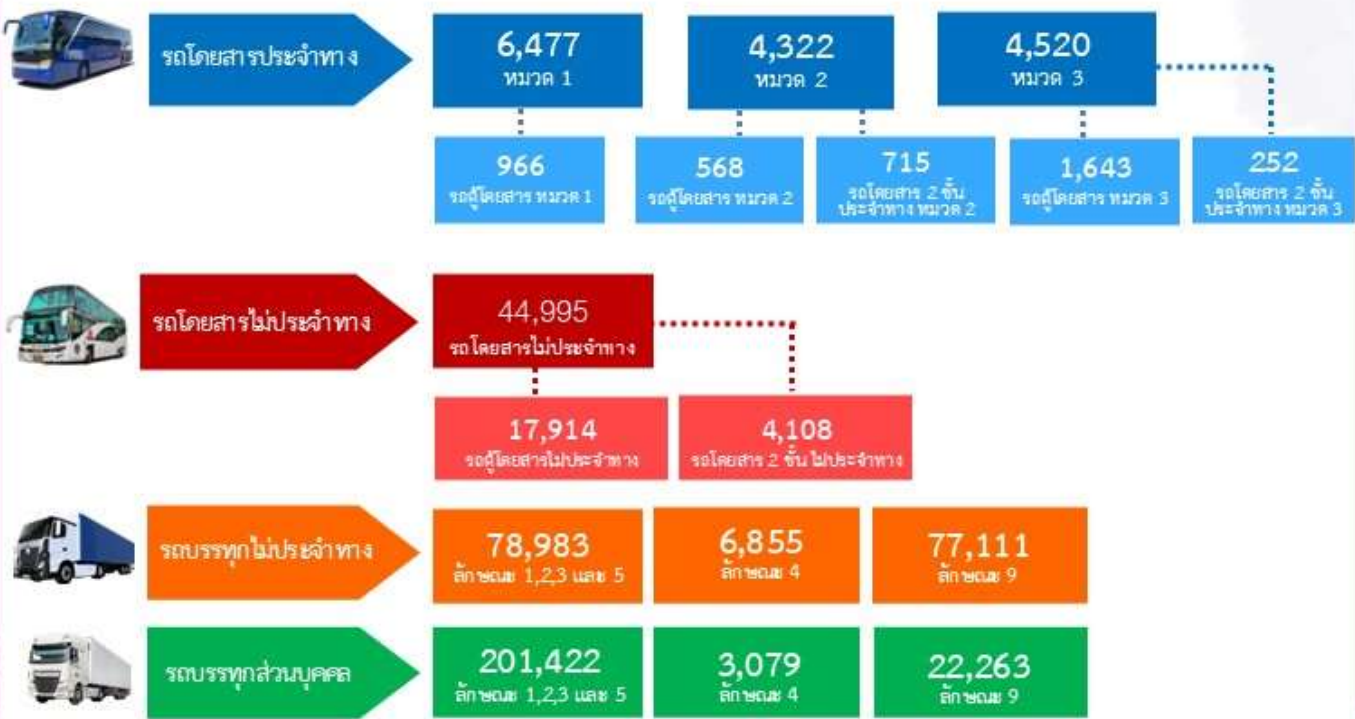 รถโดยสารประจำทาง
6,477
หมวด 1
4,322
หมวด 2
4,520
หมวด 3
966
รถตู้โดยสาร หมวด 1
568
รถตู้โดยสาร หมวด 2
715
รถโดยสาร 2 ชั้น
ประจำทาง หมวด 2
1,643
รถตู้โดยสาร หมวด 3
252
รถโดยสาร 2 ชั้น
ประจำทาง หมวด 3
รถโดยสารไม่ประจำทาง
44,995
รถโดยสารไม่ประจำทาง
17,914
รถตู้โดยสารไม่ประจำทาง
4,108
รถโดยสาร 2 ชั้น ไม่ประจำทาง
รถบรรทุกไม่ประจำทาง
78,983
ลักษณะ 1,2,3 และ 5
6,855
ลักษณะ 4
77,111
ลักษณะ 9
รถบรรทุกส่วนบุคคล
201,422
ลักษณะ 1,2,3 และ 5
3,079
ลักษณะ 4
22,263
ลักษณะ 9